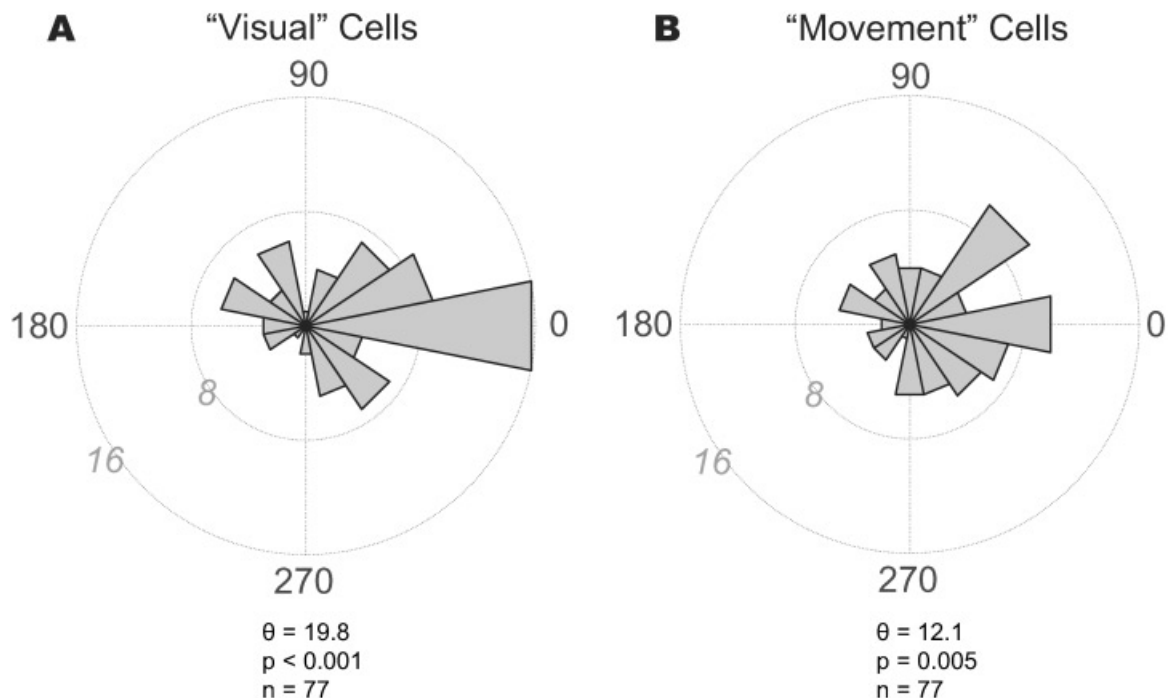 A "Visual" Cells
90
180
0
8
16
270
θ = 19.8
p < 0.001
n = 77
B "Movement" Cells
90
180
0
8
16
270
θ = 12.1
p = 0.005
n = 77